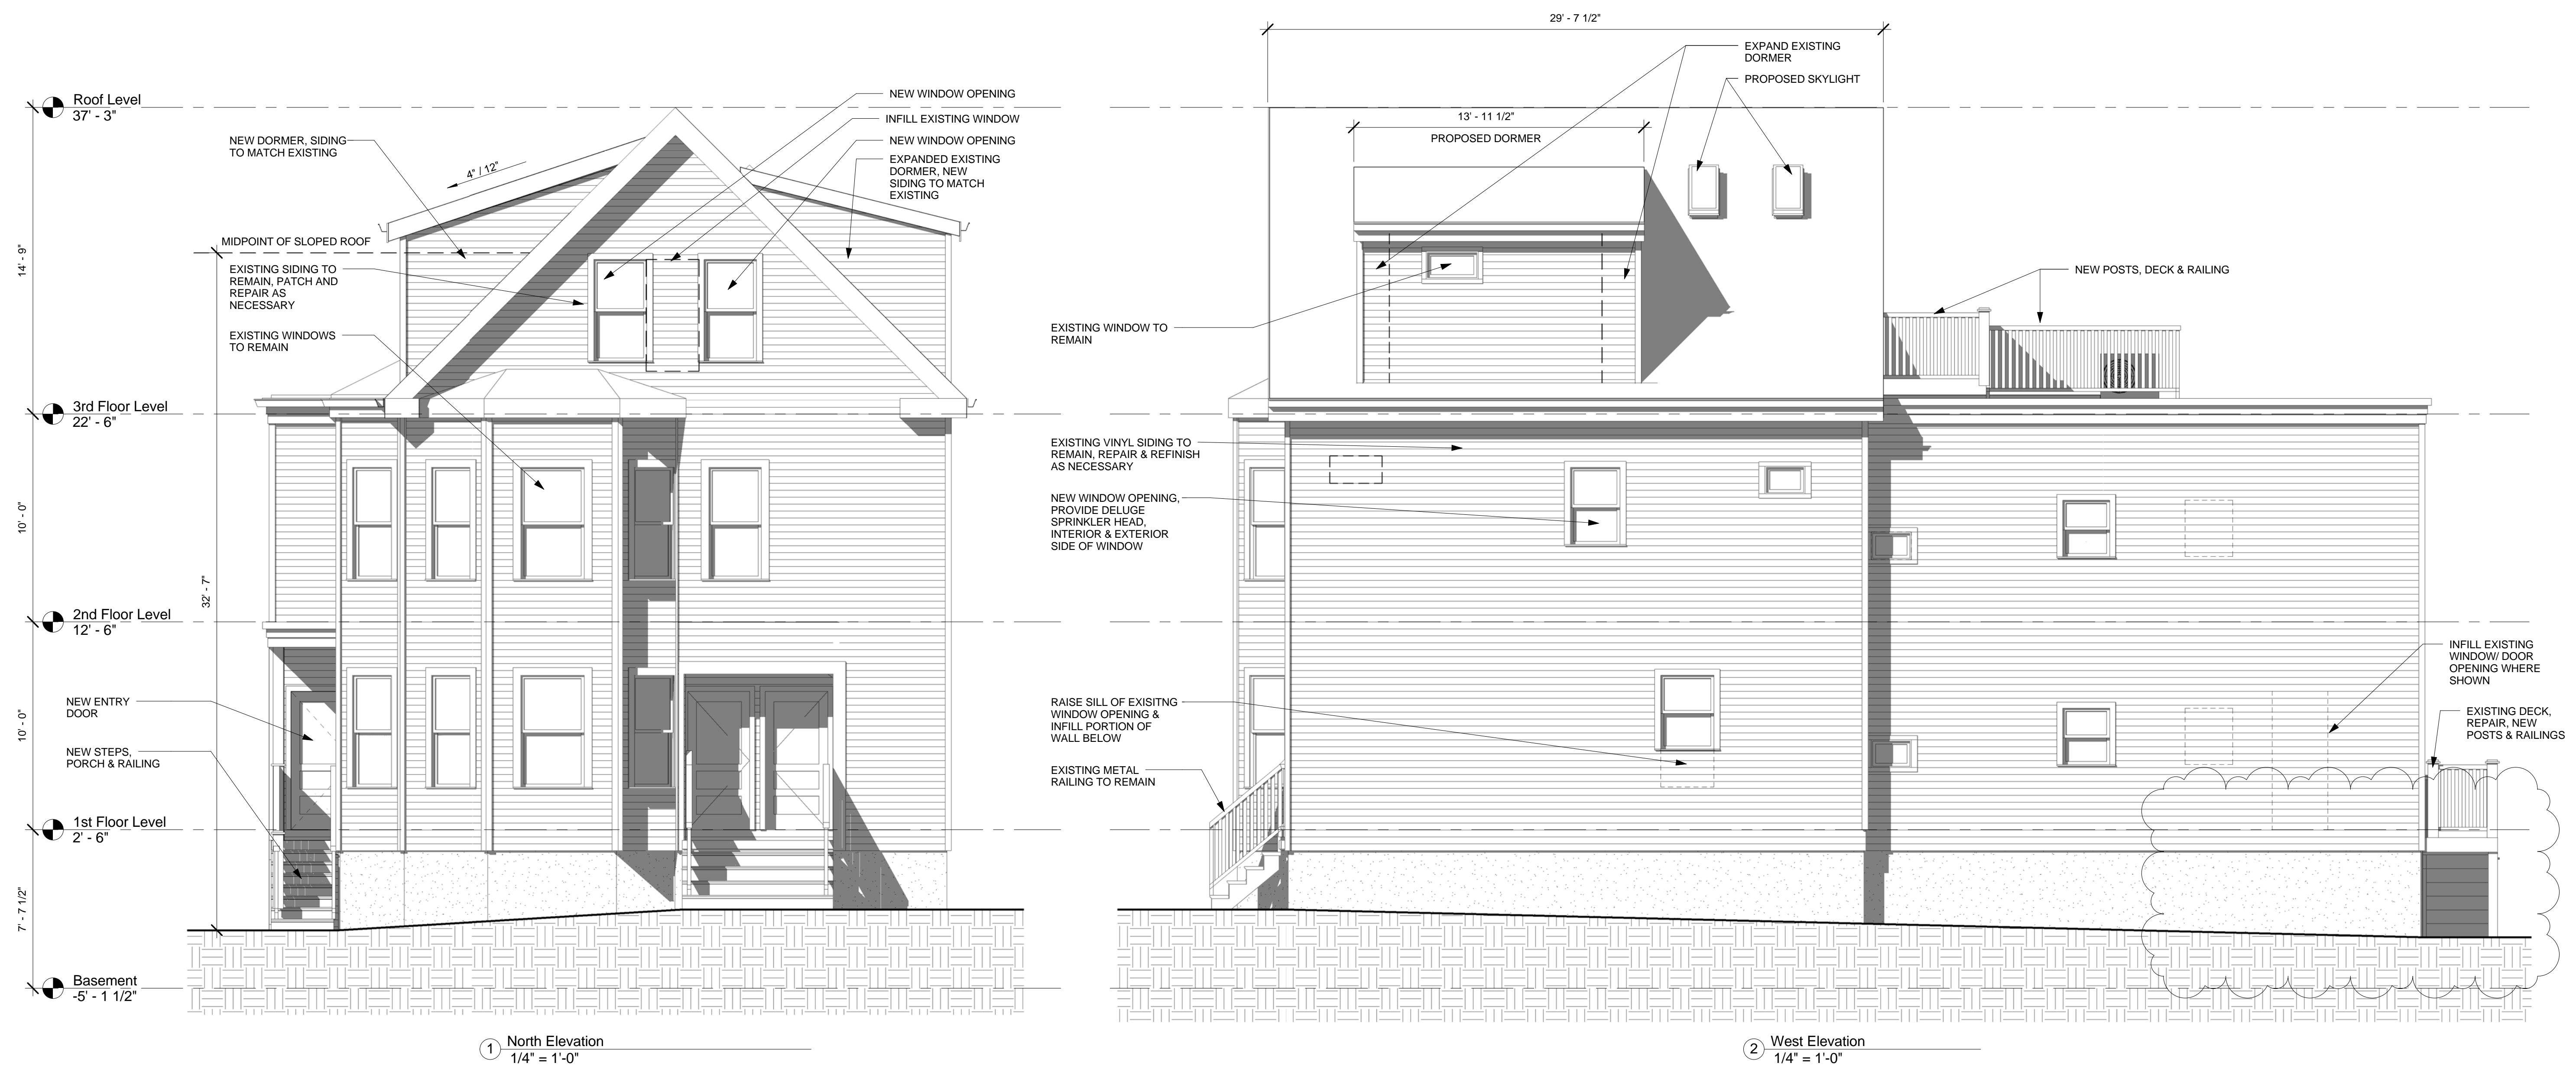 29' - 7 1/2"
EXPAND EXISTING
DORMER
PROPOSED SKYLIGHT
Roof Level
37' - 3"
NEW WINDOW OPENING
INFILL EXISTING WINDOW
NEW WINDOW OPENING
EXPANDED EXISTING
DORMER, NEW
SIDING TO MATCH
EXISTING
NEW DORMER, SIDING
TO MATCH EXISTING
4" / 12"
13' - 11 1/2"
PROPOSED DORMER
MIDPOINT OF SLOPED ROOF
14' - 9"
EXISTING SIDING TO
REMAIN, PATCH AND
REPAIR AS
NECESSARY
EXISTING WINDOWS
TO REMAIN
NEW POSTS, DECK & RAILING
EXISTING WINDOW TO
REMAIN
3rd Floor Level
22' - 6"
EXISTING VINYL SIDING TO
REMAIN, REPAIR & REFINISH
AS NECESSARY
NEW WINDOW OPENING,
PROVIDE DELUGE
SPRINKLER HEAD,
INTERIOR & EXTERIOR
SIDE OF WINDOW
10' - 0"
32' - 7"
2nd Floor Level
12' - 6"
INFILL EXISTING
WINDOW/ DOOR
OPENING WHERE
SHOWN
NEW ENTRY
DOOR
NEW STEPS,
PORCH & RAILING
10' - 0"
RAISE SILL OF EXISITNG
WINDOW OPENING &
INFILL PORTION OF
WALL BELOW
EXISTING METAL
RAILING TO REMAIN
EXISTING DECK,
REPAIR, NEW
POSTS & RAILINGS
1st Floor Level
2' - 6"
7' - 7 1/2"
Basement
-5' - 1 1/2"
1
North Elevation
1/4" = 1'-0"
2
West Elevation
1/4" = 1'-0"